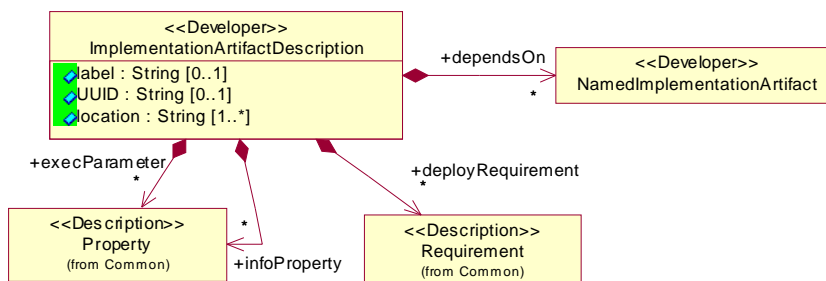 <<Developer>>
ImplementationArtifactDescription
label : String [0..1]
UUID : String [0..1]
location : String [1..*]
+dependsOn
*
<<Developer>>
NamedImplementationArtifact
+execParameter
*
+deployRequirement
*
*
+infoProperty
<<Description>>
Property
(from Common)
<<Description>>
Requirement
(from Common)